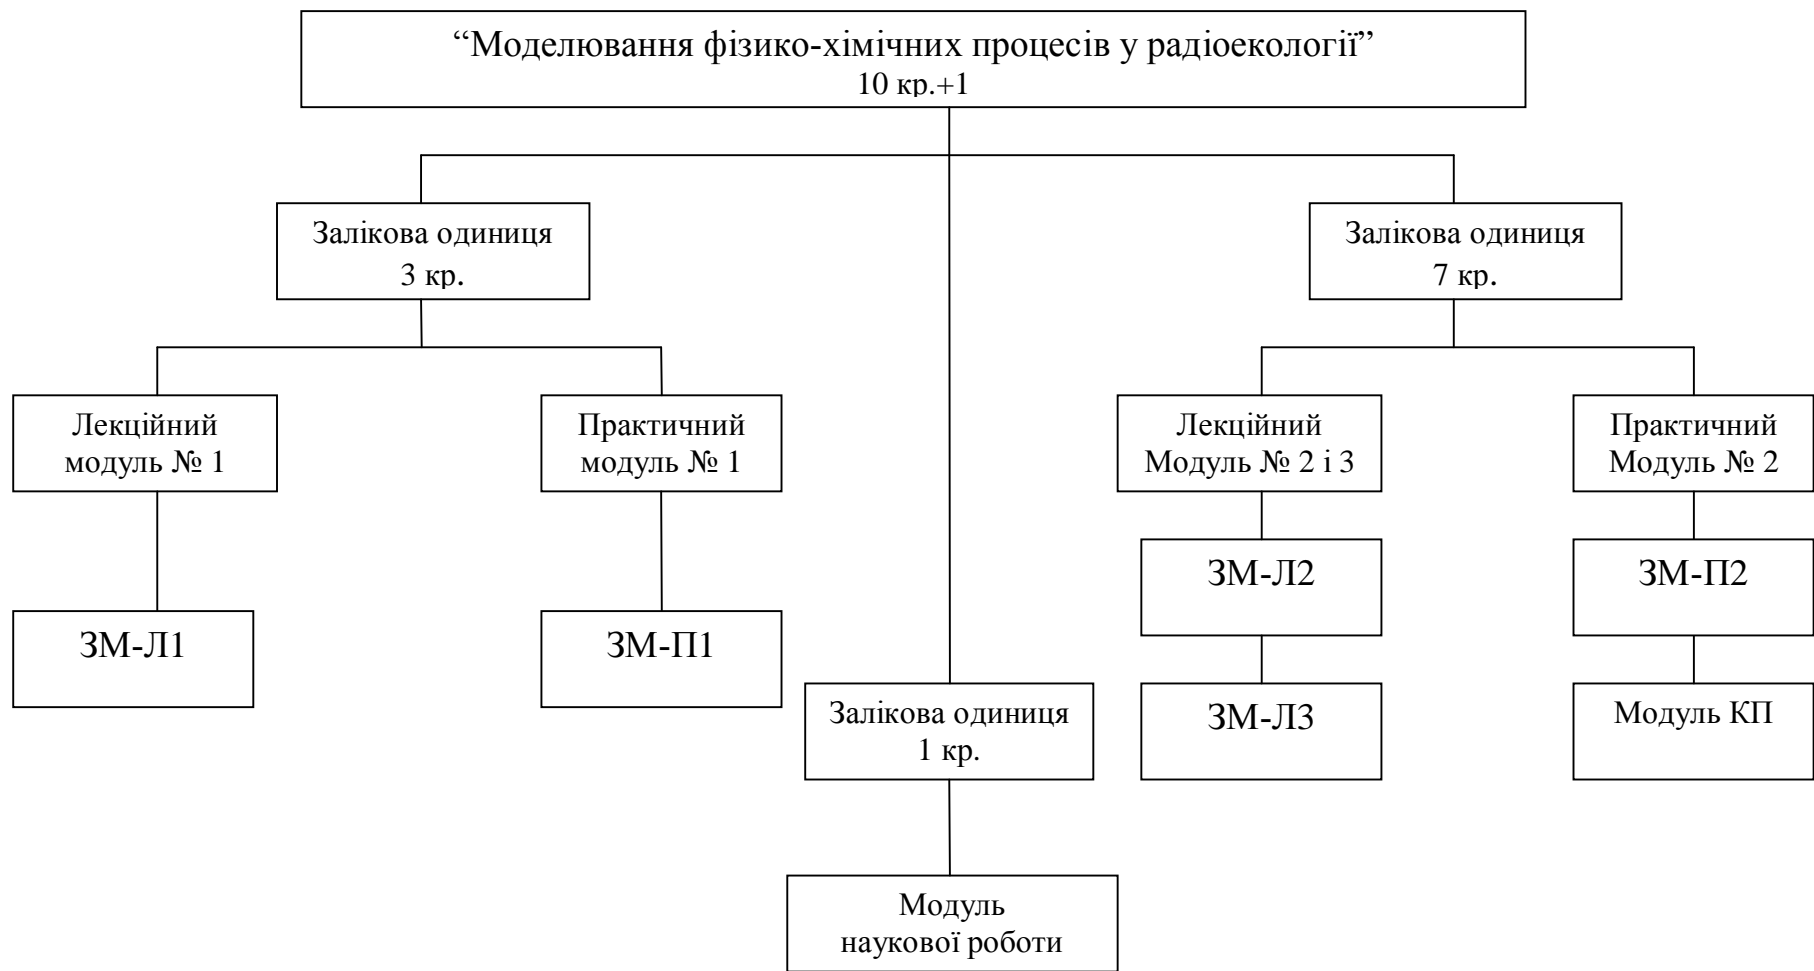 “Моделювання фізико-хімічних процесів у радіоекології”
10 кр.+1
Залікова одиниця
3 кр.
Залікова одиниця
7 кр.
Лекційний
модуль № 1
Практичний
модуль № 1
Лекційний
Модуль № 2 і 3
Практичний
Модуль № 2
ЗМ-Л2
ЗМ-П2
ЗМ-Л1
ЗМ-П1
Залікова одиниця
1 кр.
ЗМ-Л3
Модуль КП
Модуль
наукової роботи